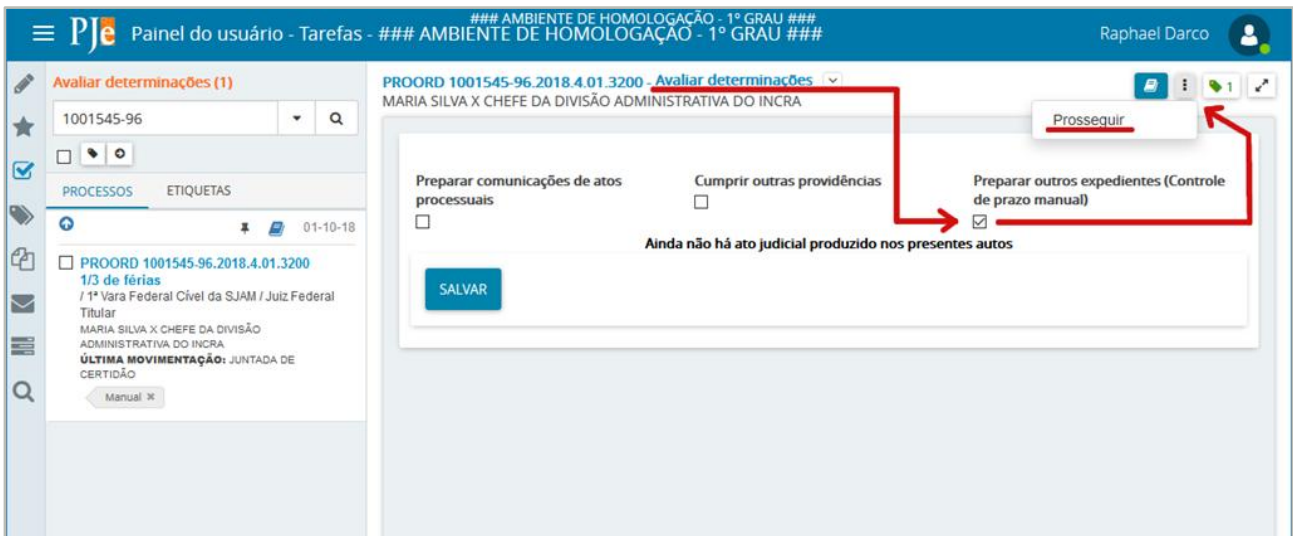 ### AMBIENTE DE HOMOLOGAÇÃO - 1º GRAU ###
PJe Painel do usuário - Tarefas - ### AMBIENTE DE HOMOLOGAÇÃO - 1º GRAU ###
Raphael Darco
Avaliar determinações (1)
1001545-96
PROCESSOS ETIQUETAS
01-10-18
PROORD 1001545-96.2018.4.01.3200
1/3 de férias
/ 1ª Vara Federal Cível da SJAM / Juiz Federal
Titular
MARIA SILVA X CHEFE DA DIVISÃO
ADMINISTRATIVA DO INCRA
ÚLTIMA MOVIMENTAÇÃO: JUNTADA DE
CERTIDÃO
Manual
PROORD 1001545-96.2018.4.01.3200 - Avaliar determinações
MARIA SILVA X CHEFE DA DIVISÃO ADMINISTRATIVA DO INCRA
1
Prosseguir
Preparar comunicações de atos
processuais
Cumprir outras providências
Preparar outros expedientes (Controle
de prazo manual)
Ainda não há ato judicial produzido nos presentes autos
SALVAR